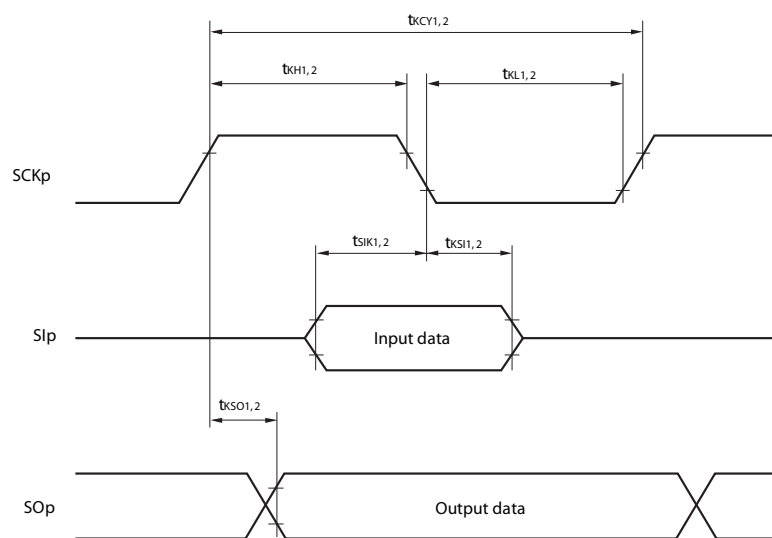 tKCY1, 2
tKH1, 2
tKL1, 2
SCKp
tSIK1, 2
tKSI1, 2
SIp
Input data
tKSO1, 2
SOp
Output data